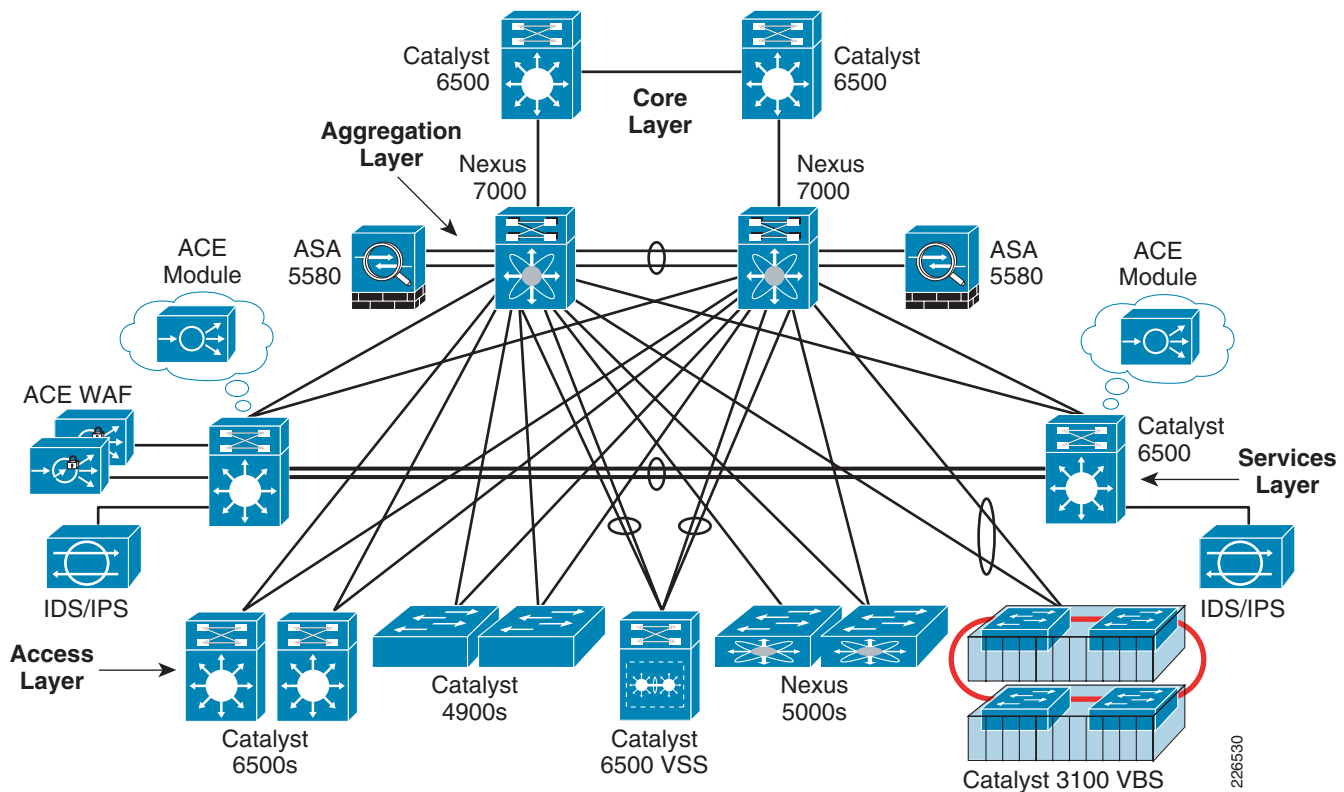 Catalyst
6500
Catalyst
6500
Core
Layer
Aggregation
Layer
Nexus
7000
Nexus
7000
ACE
Module
ASA
5580
ASA
5580
ACE
Module
ACE WAF
Catalyst
6500
Services
Layer
IDS/IPS
IDS/IPS
Access
Layer
Catalyst
6500s
Catalyst
4900s
Catalyst
6500 VSS
Nexus
5000s
Catalyst 3100 VBS
226530